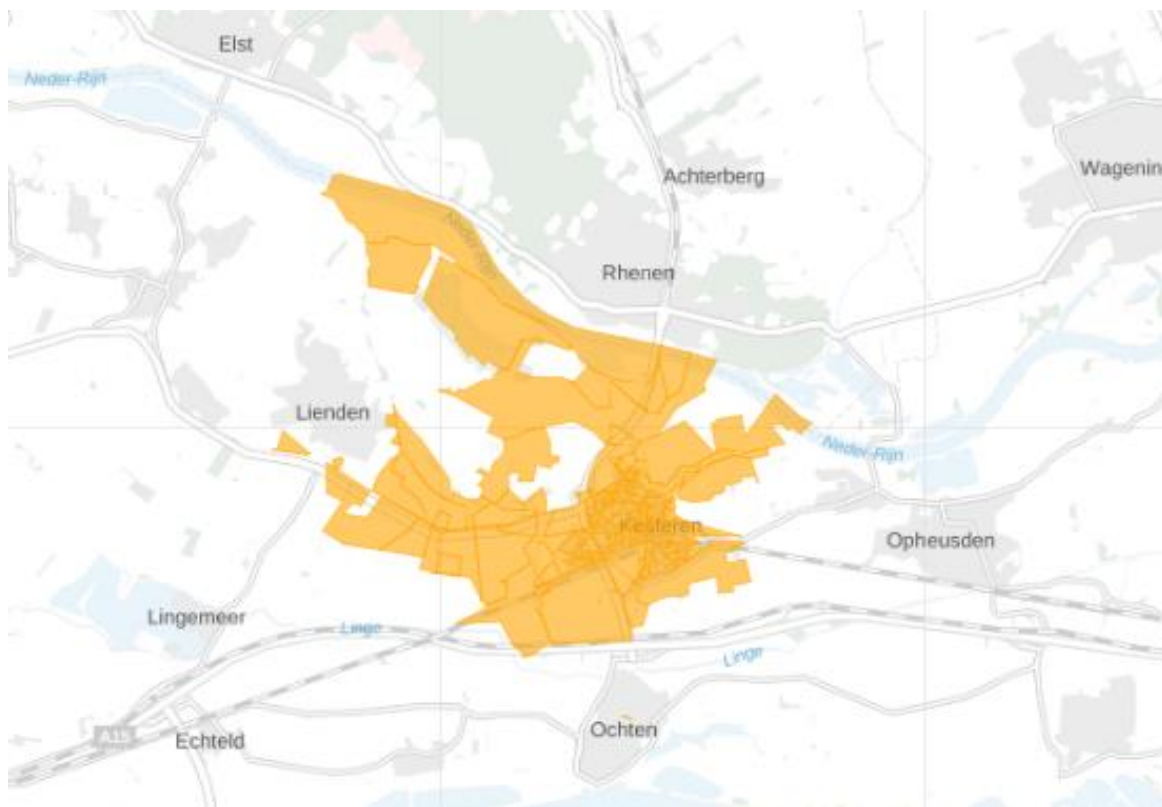 Elst
Neder-Rijn
Achterberg
Wagenin
Rhenen
Lienden
Neder-Rijn
Kesteren
Opheusden
Lingemeer
Linge
Linge
Ochten
A15
Echteld